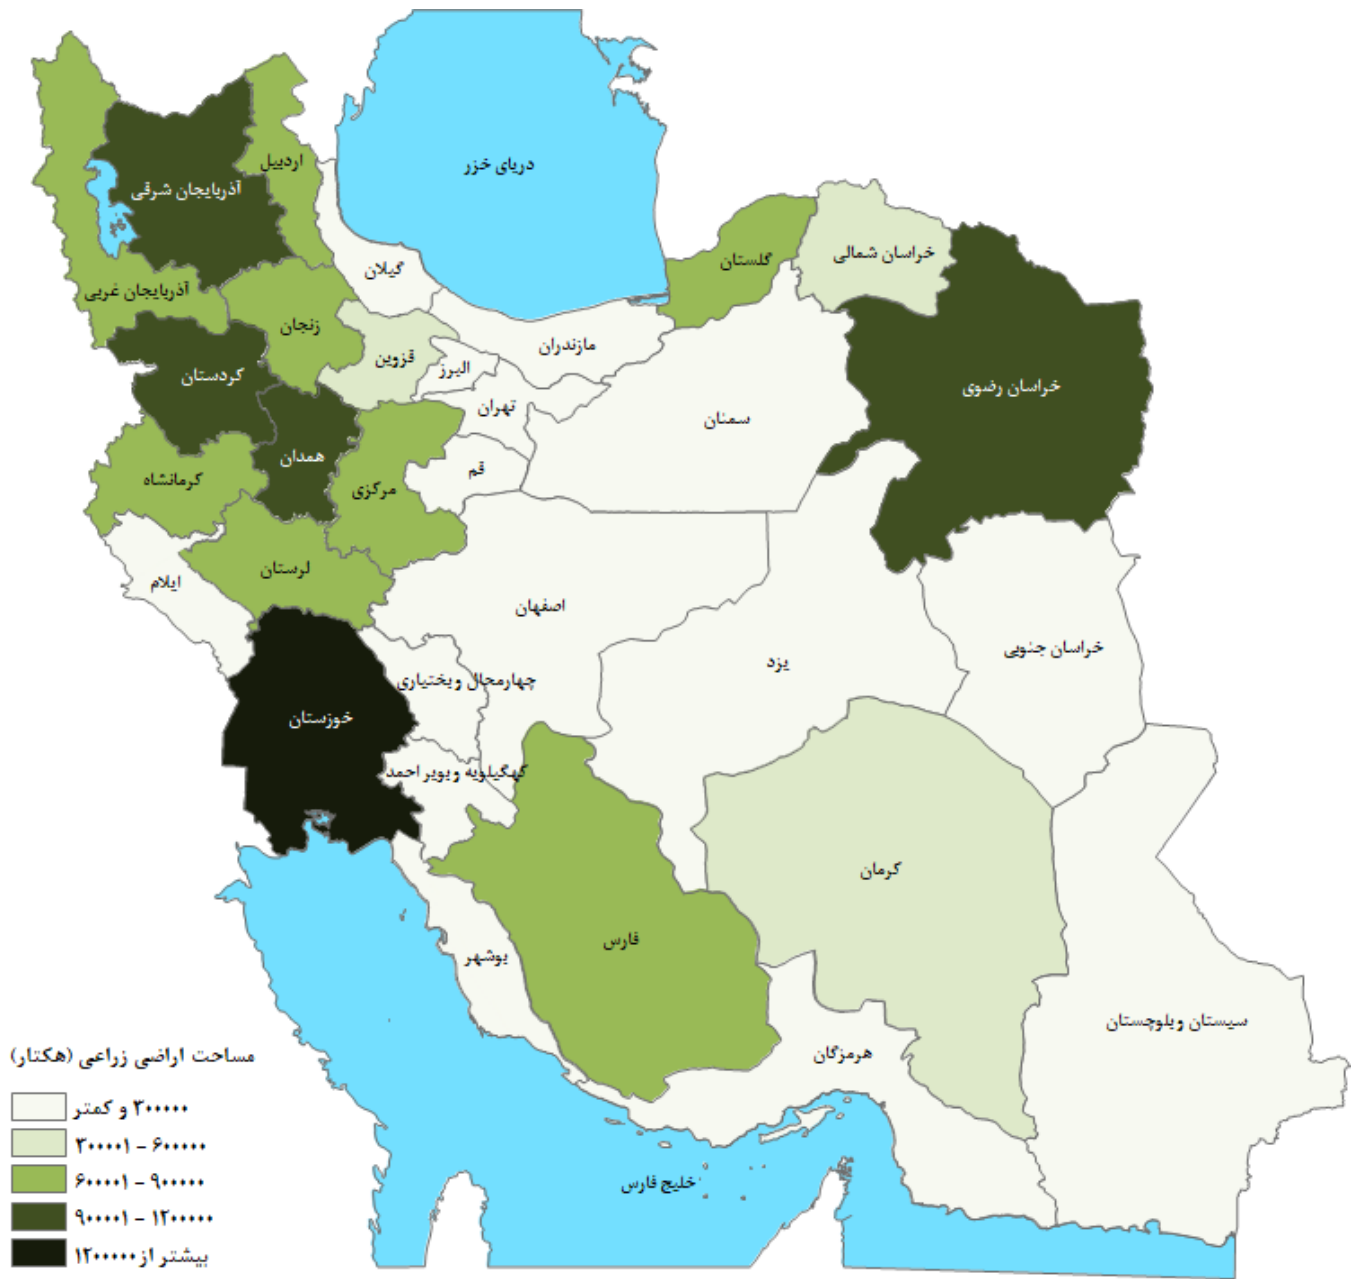 دریای خزر
اردبیل
آذربایجان شرقی
گلستان
خراسان شمالی
گیلان
آذربایجان غربی
زنجان
مازندران
قزوین
البرز
کردستان
خراسان رضوی
تهران
سمنان
همدان
قم
کرمانشاه
مرکزی
لرستان
ایلام
اصفهان
خراسان جنوبی
یزد
چهارمحال وبختیاری
خوزستان
کهگیلویه و بویر احمد
کرمان
فارس
بوشهر
سیستان وبلوچستان
هرمزگان
خلیج فارس
مساحت اراضی زراعی (هکتار)
۳۰۰۰۰۰ و کمتر
۳۰۰۰۰۱ - ۶۰۰۰۰۰
۶۰۰۰۰۱ - ۹۰۰۰۰۰
۹۰۰۰۰۱ - ۱۲۰۰۰۰۰
بیشتر از ۱۲۰۰۰۰۰